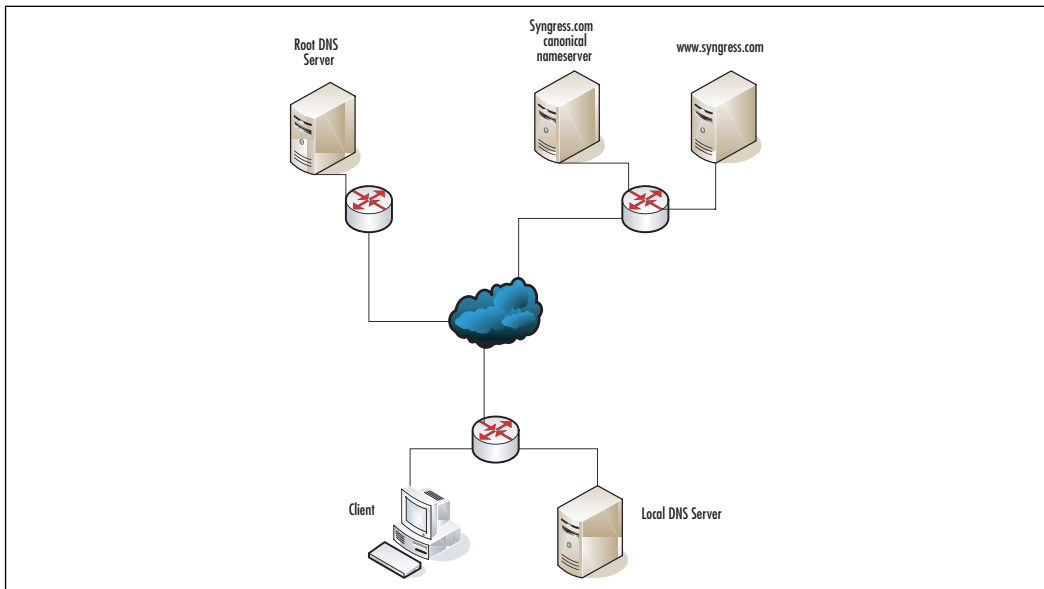 Root DNS
Server
Syngress.com
canonical
nameserver
www.syngress.com
Client
Local DNS Server